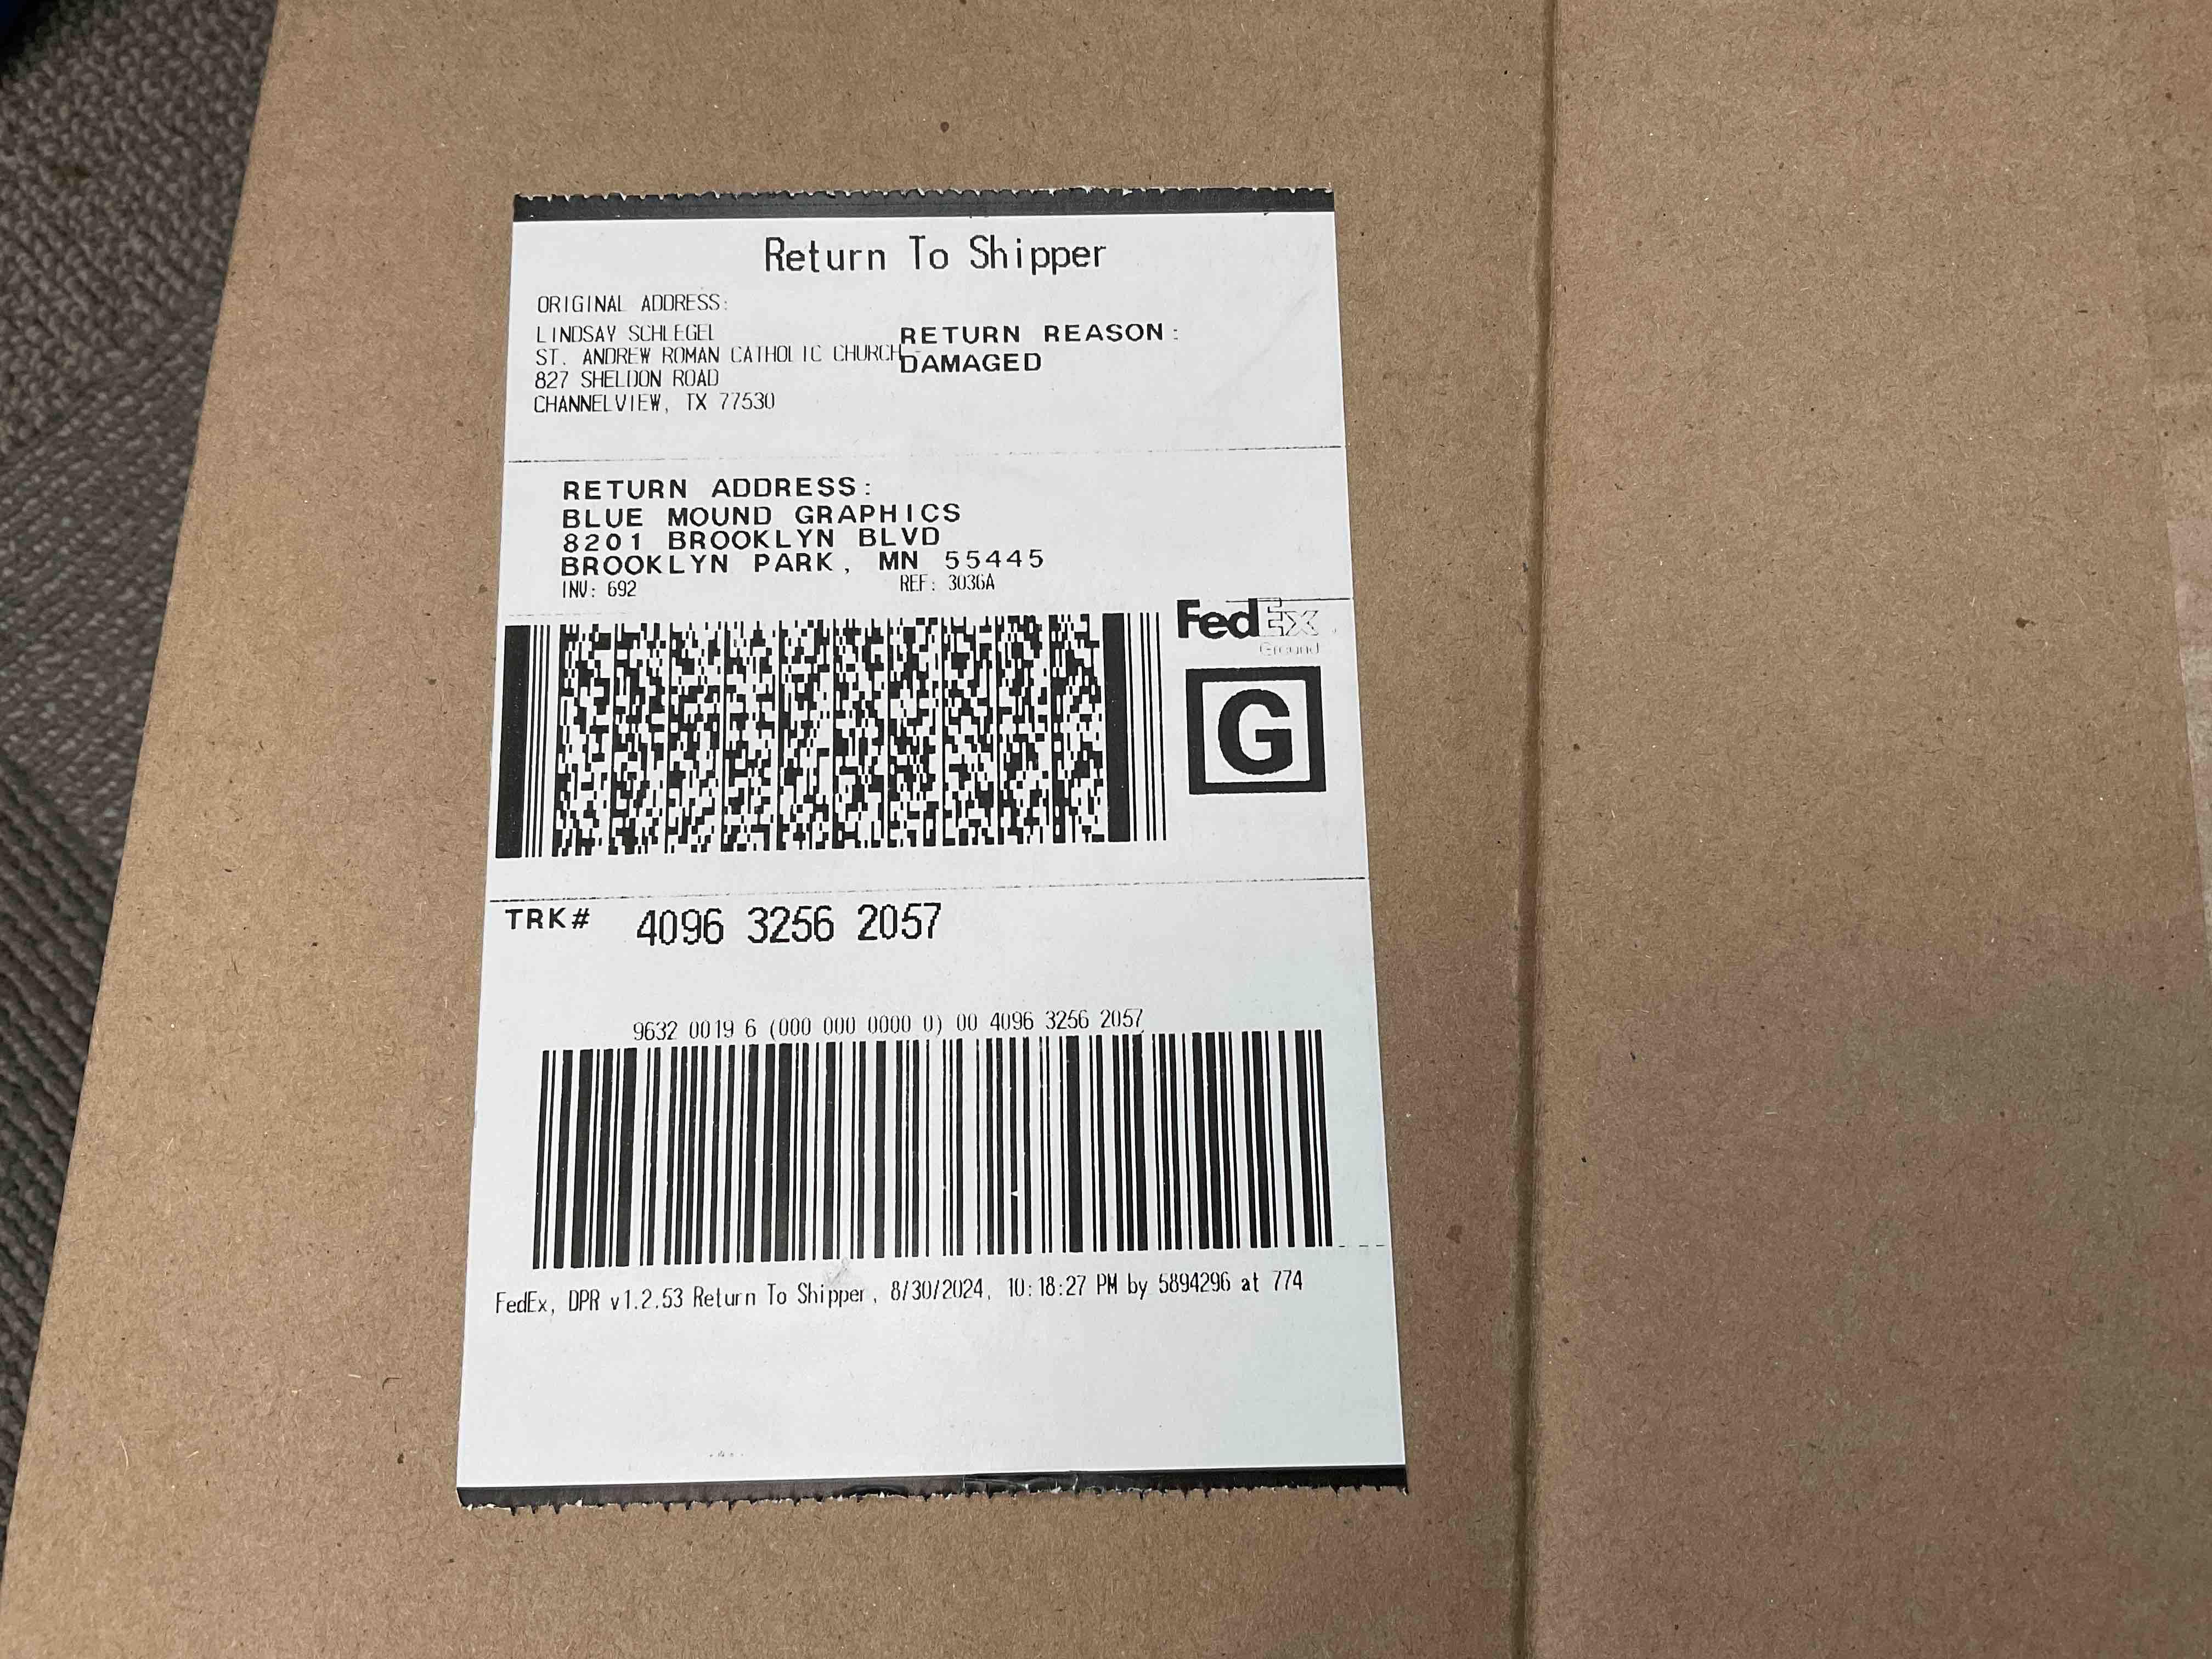 Return To Shipper
ORIGINAL ADDRESS:
LINDSAY SCHLEGEL
ST. ANDREW ROMAN CATHOLIC CHURCH
827 SHELDON ROAD
CHANNELVIEW, TX 77530
RETURN REASON:
DAMAGED
RETURN ADDRESS:
BLUE MOUND GRAPHICS
8201 BROOKLYN BLVD
BROOKLYN PARK, MN 55445
INV: 692 REF: 3036A
FedEx
Ground
G
TRK# 4096 3256 2057
9632 0019 6 (000 000 0000 0) 00 4096 3256 2057
FedEx, DPR v1.2.53 Return To Shipper, 8/30/2024, 10:18:27 PM by 5894296 at 774